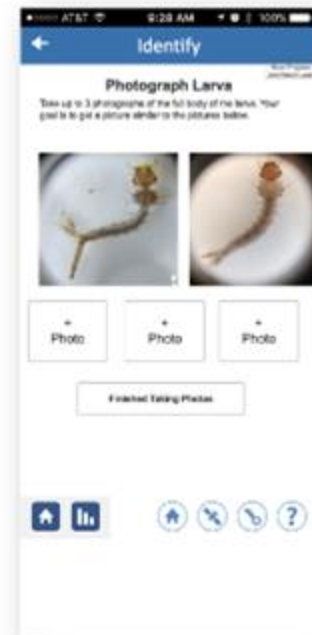 AT&T 9:28 AM 100%
Identify
Photograph Larva
Take up to 3 photographs of the full body of the larva. Your
goal is to get a picture similar to the pictures below.
+ + +
Photo Photo Photo
Finished Taking Photos
?